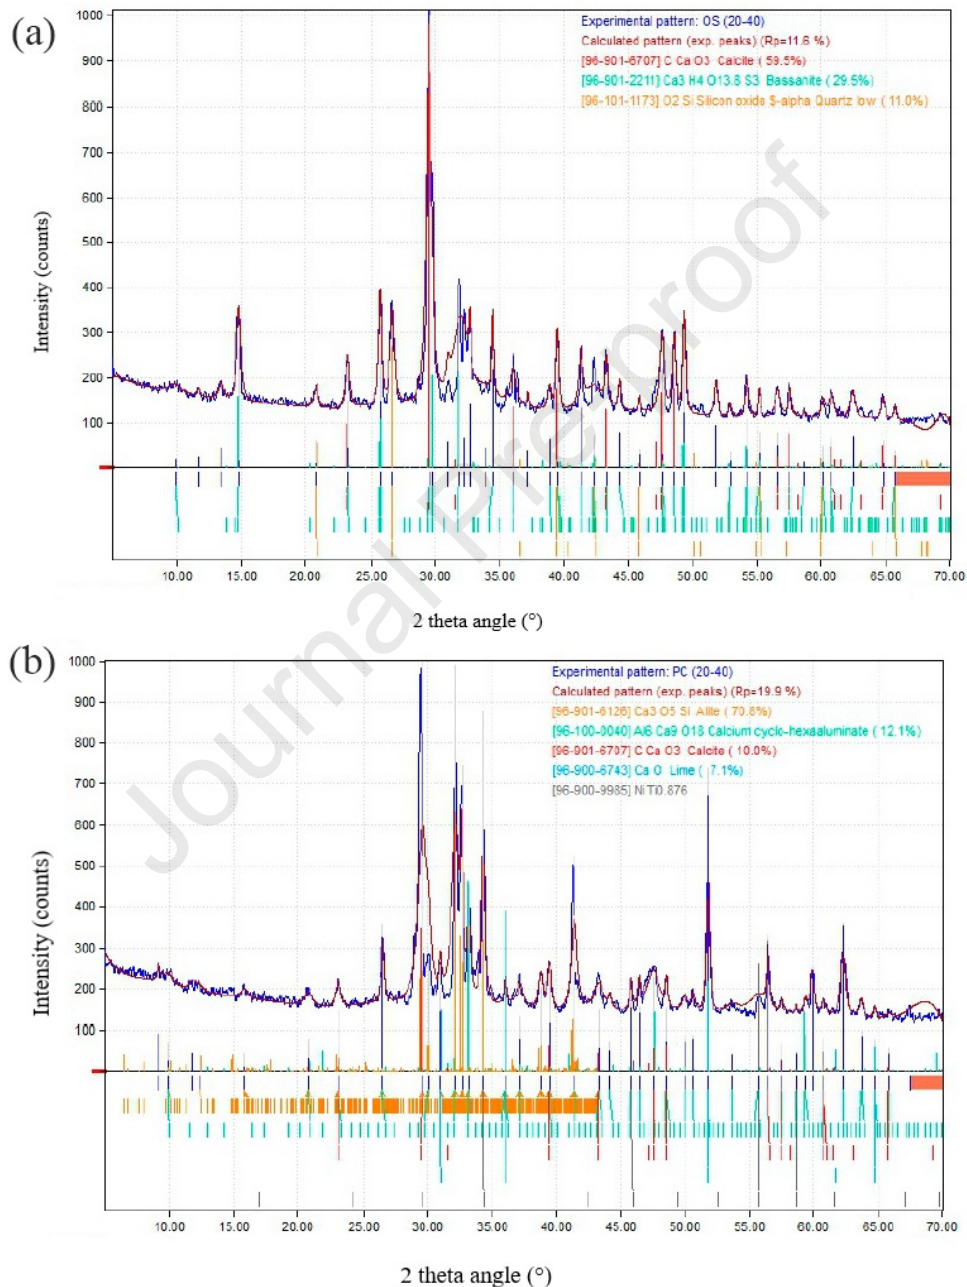 (a)
Experimental pattern: OS (20-40)
Calculated pattern (exp. peaks) (Rp=11.6 %)
[96-901-6707] C Ca O3 Calcite ( 59.5%)
[96-901-2211] Ca3 H4 O13.8 S3 Bassanite ( 29.5%)
[96-101-1173] O2 Si Silicon oxide $-alpha Quartz low ( 11.0%)
1000
900
800
700
600
500
400
300
200
100
Intensity (counts)
10.00 15.00 20.00 25.00 30.00 35.00 40.00 45.00 50.00 55.00 60.00 65.00 70.00
2 theta angle (°)
Journal Pre-proof
(b)
Experimental pattern: PC (20-40)
Calculated pattern (exp. peaks) (Rp=19.9 %)
[96-901-6126] Ca3 O5 Si Alite ( 70.8%)
[96-100-0040] Al6 Ca9 O18 Calcium cyclo-hexaaluminate ( 12.1%)
[96-901-6707] C Ca O3 Calcite ( 10.0%)
[96-900-6743] Ca O Lime ( 7.1%)
[96-900-9985] Ni Ti0.876
1000
900
800
700
600
500
400
300
200
100
Intensity (counts)
10.00 15.00 20.00 25.00 30.00 35.00 40.00 45.00 50.00 55.00 60.00 65.00 70.00
2 theta angle (°)